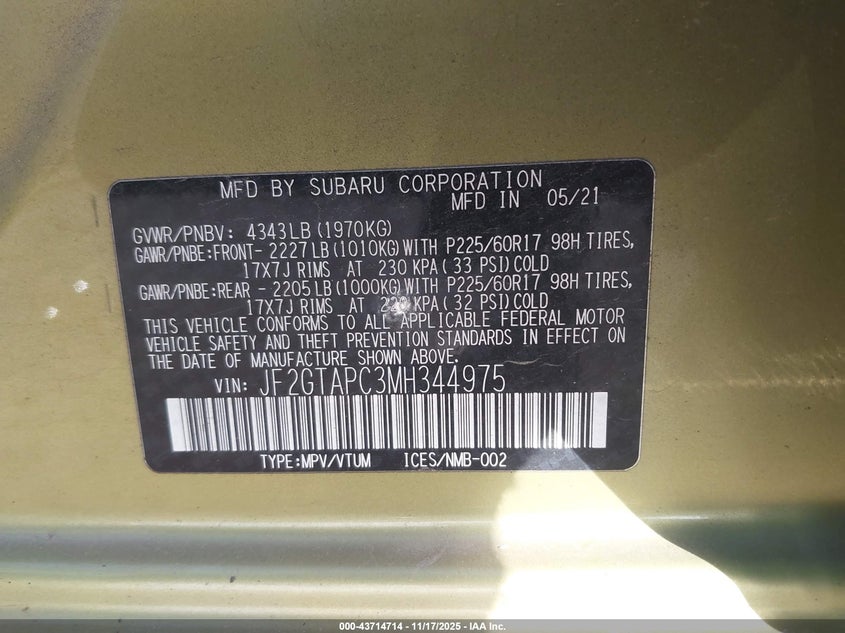 MFD BY SUBARU CORPORATION
MFD IN 05/21
GVWR/PNBV: 4343LB(1970KG)
GAWR/PNBE:FRONT- 2227LB(1010KG)WITH P225/60R17 98H TIRES,
17X7J RIMS AT 230 KPA(33 PSI)COLD
GAWR/PNBE:REAR - 2205LB(1000KG)WITH P225/60R17 98H TIRES,
17X7J RIMS AT 220 KPA(32 PSI)COLD
THIS VEHICLE CONFORMS TO ALL APPLICABLE FEDERAL MOTOR
VEHICLE SAFETY AND THEFT PREVENTION STANDARDS IN EFFECT ON
THE DATE OF MANUFACTURE SHOWN ABOVE.
VIN: JF2GTAPC3MH344975
TYPE:MPV/VTUM ICES/NMB-002
000-43714714 - 11/17/2025 - IAA Inc.